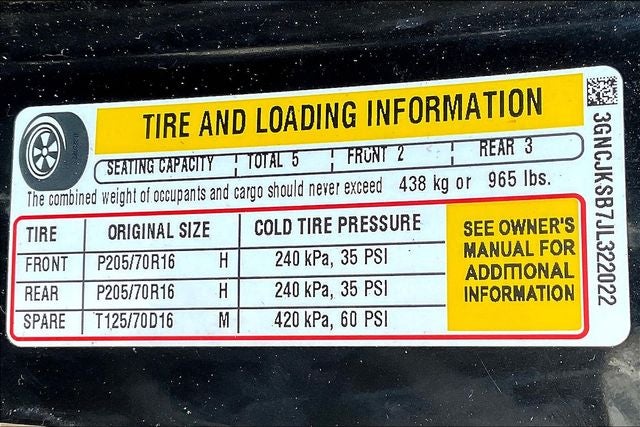 TIRE AND LOADING INFORMATION
SEATING CAPACITY TOTAL 5 FRONT 2 REAR 3
The combined weight of occupants and cargo should never exceed 438 kg or 965 lbs.
TIRE ORIGINAL SIZE COLD TIRE PRESSURE
FRONT P205/70R16 H 240 kPa, 35 PSI
REAR P205/70R16 H 240 kPa, 35 PSI
SPARE T125/70D16 M 420 kPa, 60 PSI
SEE OWNER'S
MANUAL FOR
ADDITIONAL
INFORMATION
3GNCJKSB7JL322022